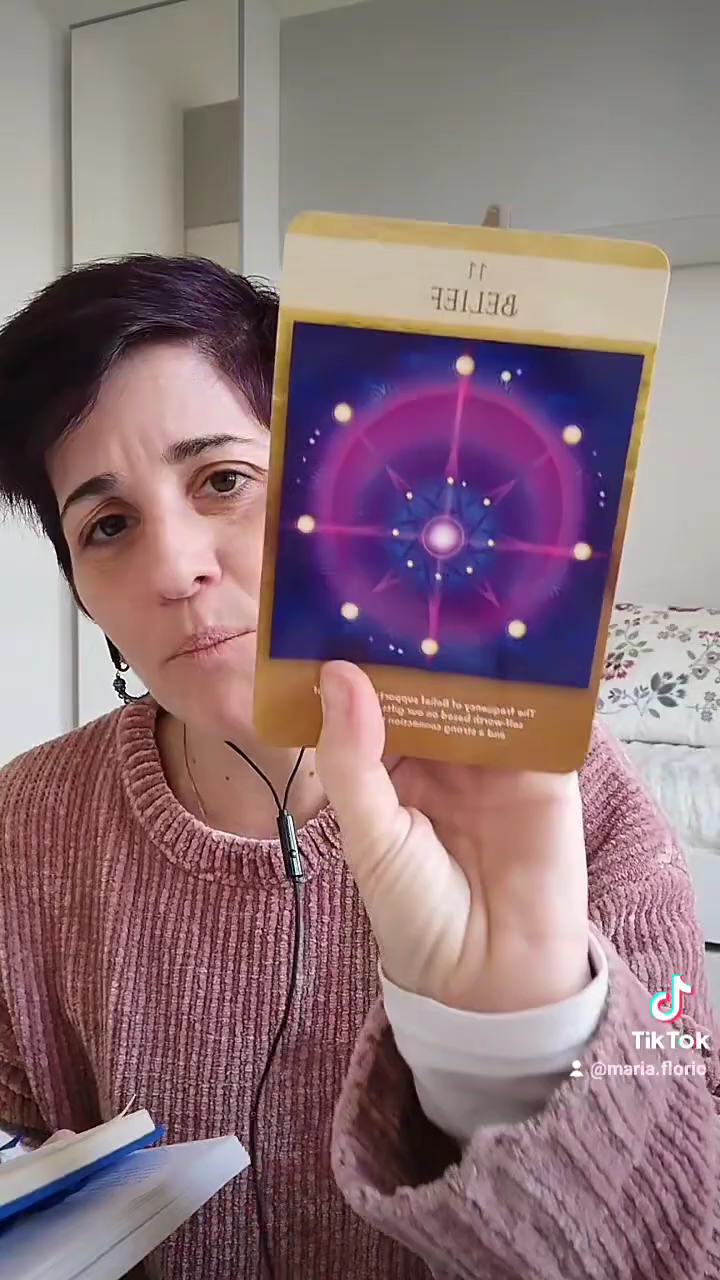 11
BELIEF
The frequency of Belief support
self-worth based on our gifts
and a strong connection
TikTok
@maria.florio